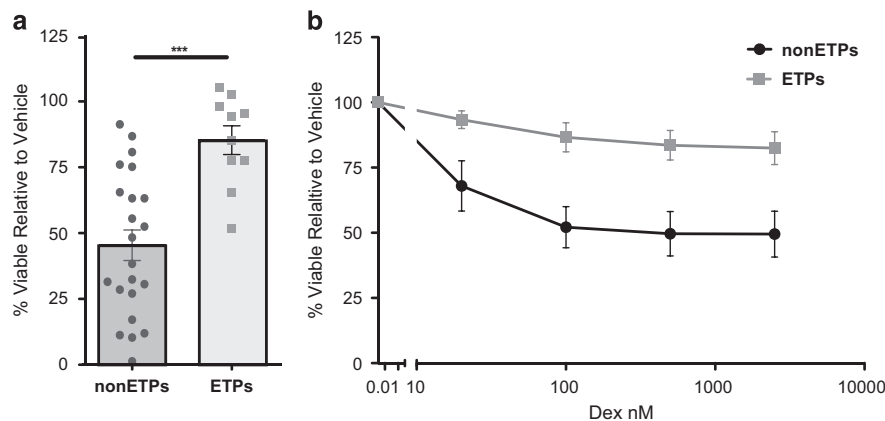 a
% Viable Relative to Vehicle
125
100
75
50
25
0
***
nonETPs
ETPs
b
% Viable Relaltive to Vehicle
125
100
75
50
25
0
nonETPs
ETPs
0.01 10 100 1000 10000
Dex nM